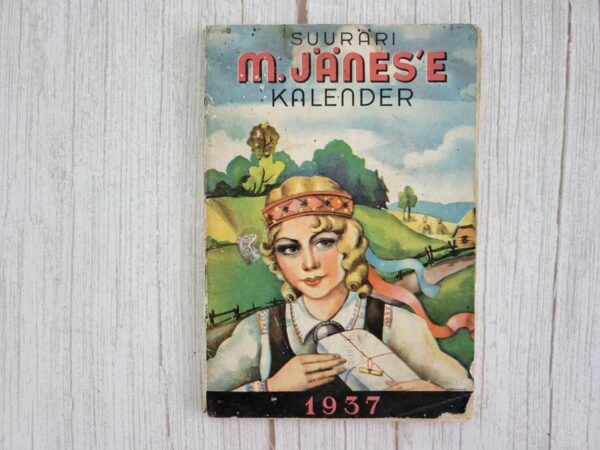 SUURÄRI
M. JÄNES'E
KALENDER
1937